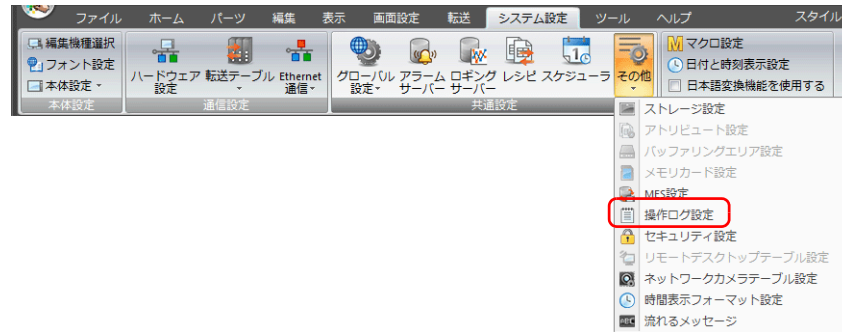 ファイル ホーム パーツ 編集 表示 画面設定 転送 システム設定 ツール ヘルプ スタイル
編集機種選択
フォント設定
本体設定
本体設定
ハードウェア
設定
転送テーブル
Ethernet
通信
通信設定
グローバル
設定
アラーム
サーバー
ロギング
サーバー
レシピ
スケジューラ
その他
共通設定
マクロ設定
日付と時刻表示設定
日本語変換機能を使用する
ストレージ設定
アトリビュート設定
バッファリングエリア設定
メモリカード設定
MES設定
操作ログ設定
セキュリティ設定
リモートデスクトップテーブル設定
ネットワークカメラテーブル設定
時間表示フォーマット設定
流れるメッセージ